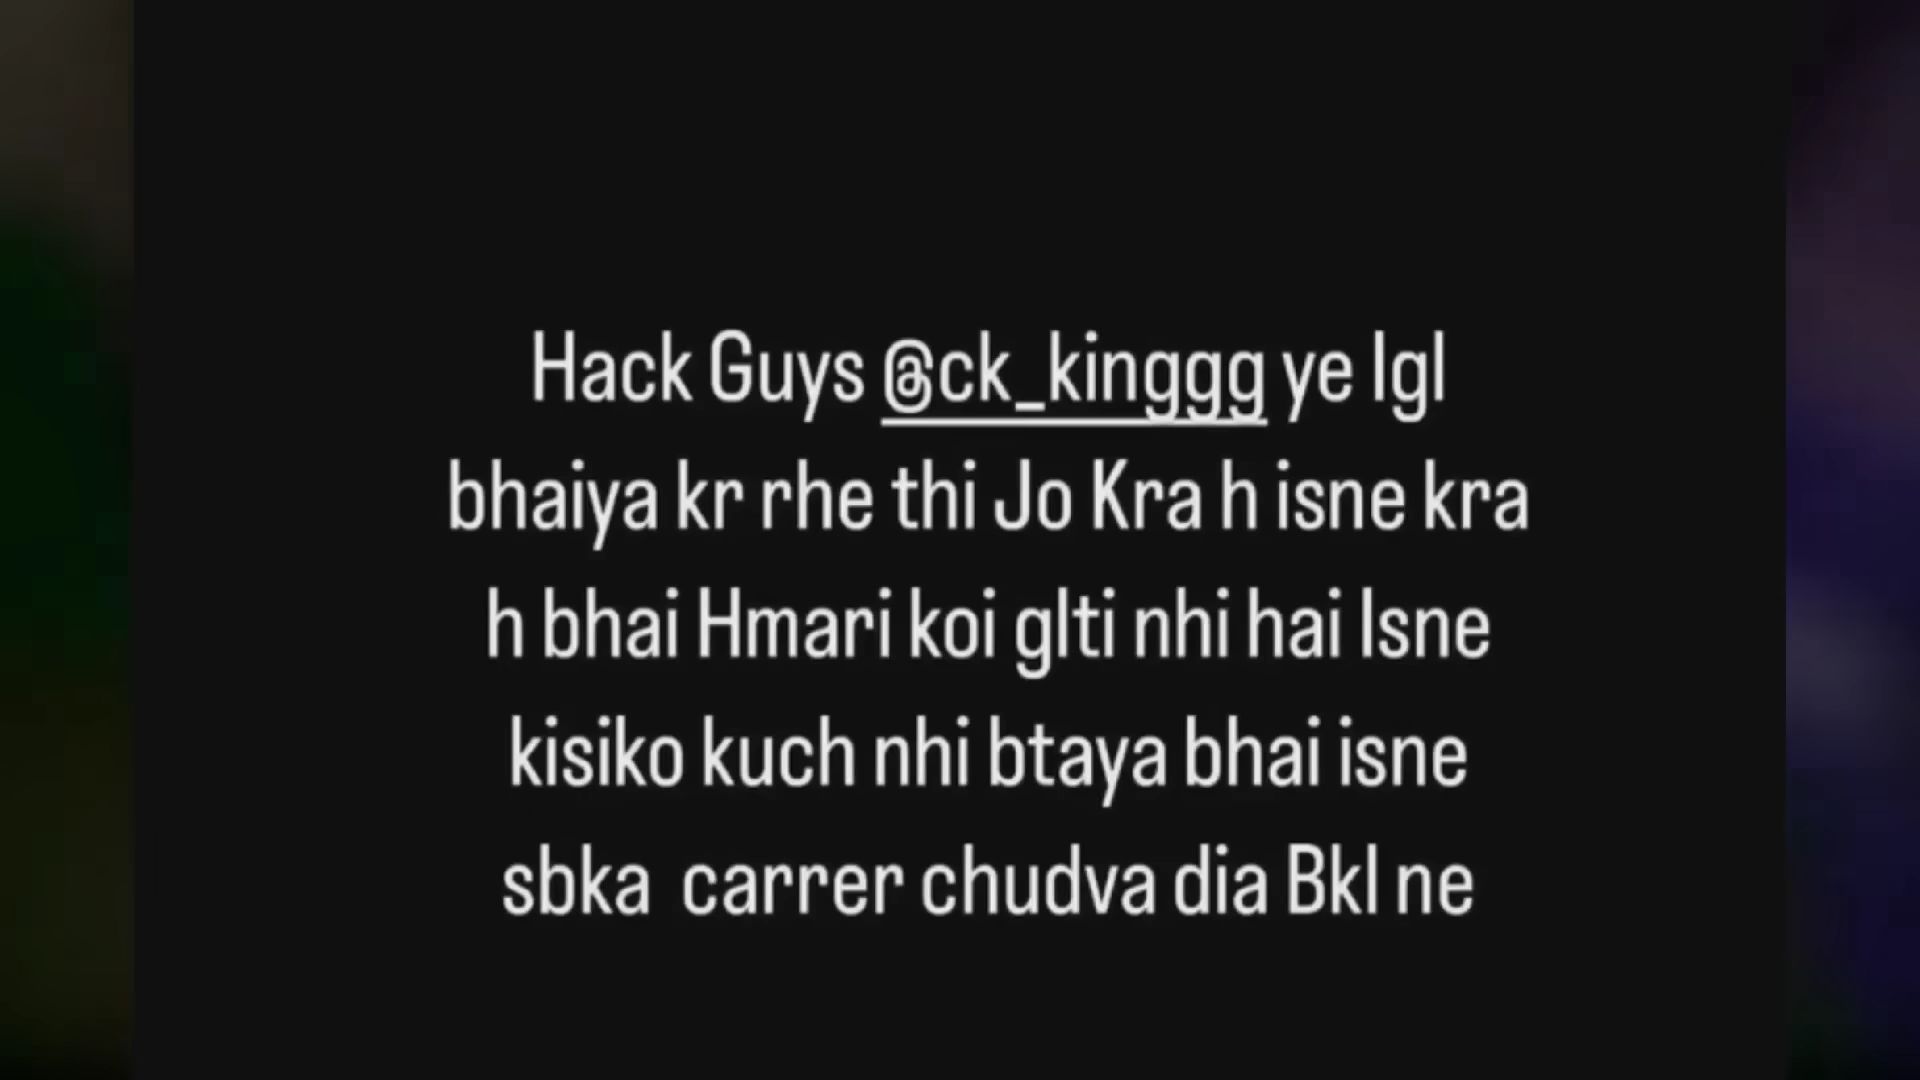 Hack Guys @ck_kinggg ye Igl
bhaiya kr rhe thi Jo Kra h isne kra
h bhai Hmari koi glti nhi hai Isne
kisiko kuch nhi btaya bhai isne
sbka carrer chudva dia Bkl ne